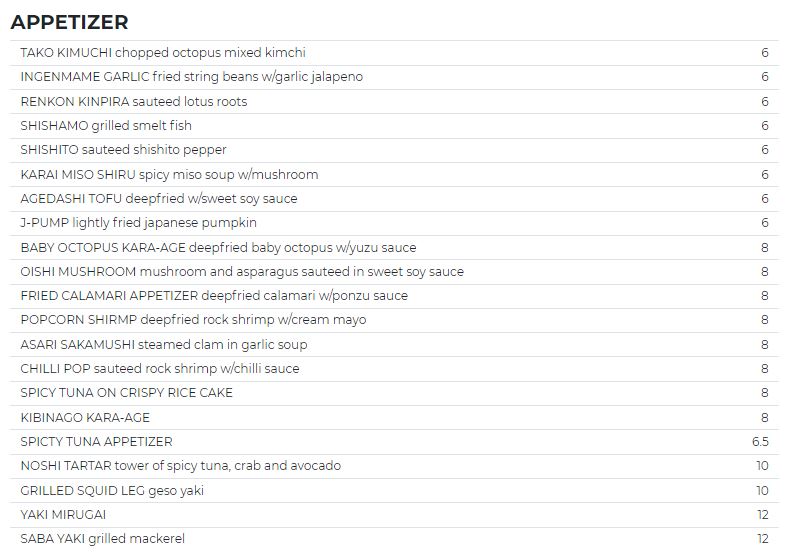 APPETIZER
TAKO KIMUCHI chopped octopus mixed kimchi 6
INGENMAME GARLIC fried string beans w/garlic jalapeno 6
RENKON KINPIRA sauteed lotus roots 6
SHISHAMO grilled smelt fish 6
SHISHITO sauteed shishito pepper 6
KARAI MISO SHIRU spicy miso soup w/mushroom 6
AGEDASHI TOFU deepfried w/sweet soy sauce 6
J-PUMP lightly fried japanese pumpkin 6
BABY OCTOPUS KARA-AGE deepfried baby octopus w/yuzu sauce 8
OISHI MUSHROOM mushroom and asparagus sauteed in sweet soy sauce 8
FRIED CALAMARI APPETIZER deepfried calamari w/ponzu sauce 8
POPCORN SHIRMP deepfried rock shrimp w/cream mayo 8
ASARI SAKAMUSHI steamed clam in garlic soup 8
CHILLI POP sauteed rock shrimp w/chilli sauce 8
SPICY TUNA ON CRISPY RICE CAKE 8
KIBINAGO KARA-AGE 8
SPICTY TUNA APPETIZER 6.5
NOSHI TARTAR tower of spicy tuna, crab and avocado 10
GRILLED SQUID LEG geso yaki 10
YAKI MIRUGAI 12
SABA YAKI grilled mackerel 12